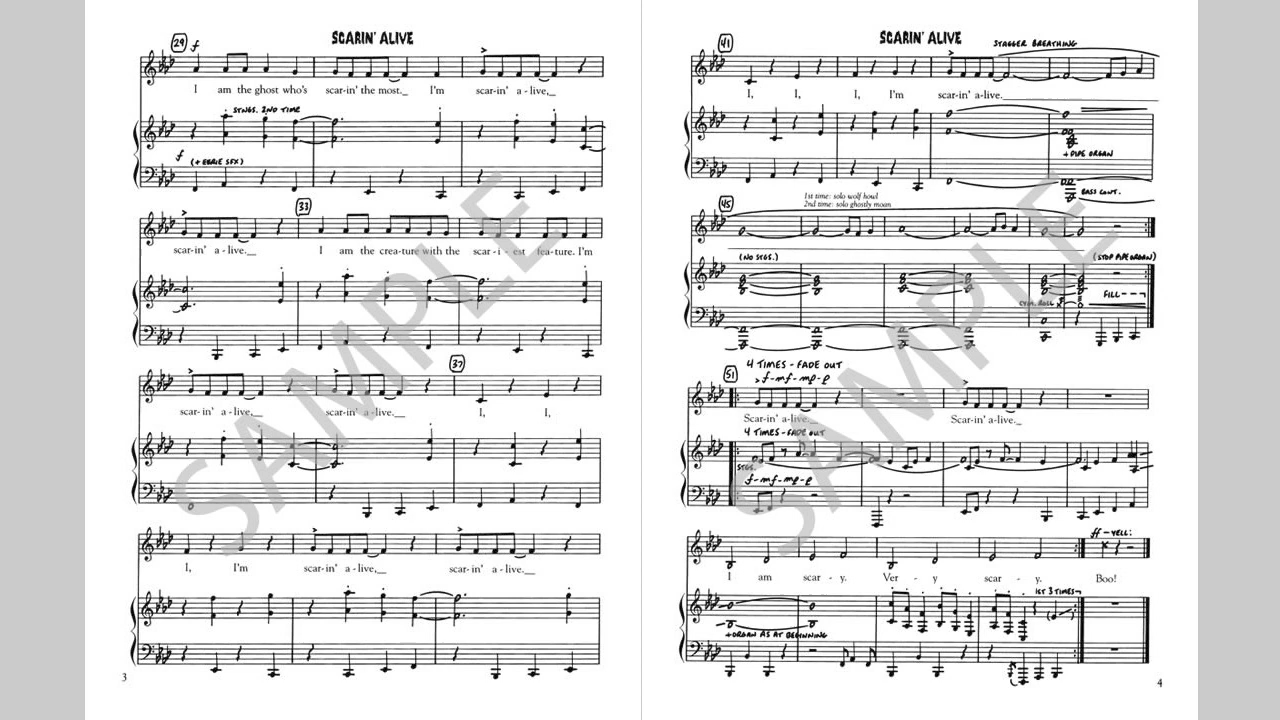 SCARIN' ALIVE
29 f
I am the ghost who's scar-in' the most._ I'm scar-in' a-live,_
STNGS. 2ND TIME
f (+EERIE SFX)
33
scar-in' a-live._ I am the crea-ture with the scar-i-est fea-ture. I'm
37
scar-in' a-live,_ scar-in' a-live._ I, I,
I, I'm scar-in' a-live,_ scar-in' a-live._
3
SAMPLE
SCARIN' ALIVE
41 STAGGER BREATHING
I, I, I, I'm scar-in' a-live.
+PIPE ORGAN
BASS CONT.
45 1st time: solo wolf howl
2nd time: solo ghostly moan
(NO STGS.) (STOP PIPE ORGAN)
FILL
CYM. ROLL
4 TIMES - FADE OUT
51 f-mf-mp-p
Scar-in' a-live._ Scar-in' a-live._
4 TIMES - FADE OUT
STGS.
f-mf-mp-p
ff - YELL:
I am scar-y. Ver-y scar-y. Boo!
1ST 3 TIMES
+ORGAN AS AT BEGINNING
4
SAMPLE